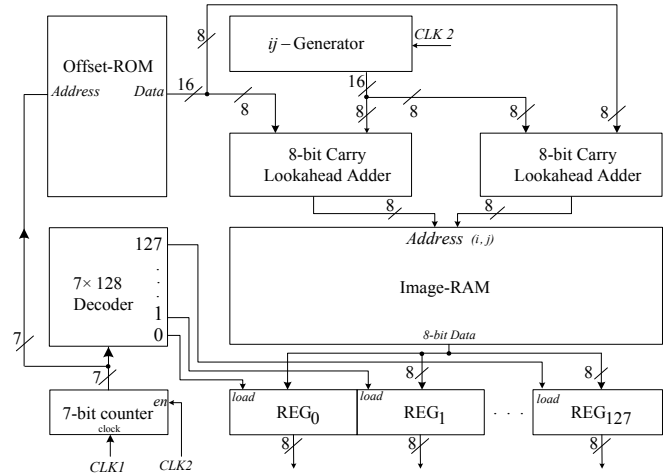 8
ij – Generator
CLK 2
Offset-ROM
Address
Data
16
8
16
8
8
8
8
8-bit Carry
Lookahead Adder
8-bit Carry
Lookahead Adder
8
8
Address (i, j)
127
.
.
.
.
1
0
7× 128
Decoder
Image-RAM
8-bit Data
7
7
8
8
load
REG0
load
REG1
. . .
load
REG127
en
7-bit counter
clock
8
8
8
CLK1
CLK2